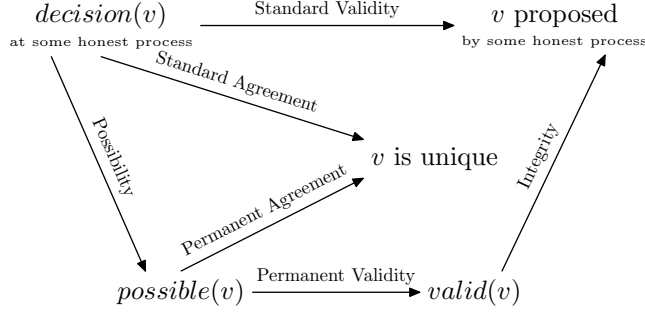 decision(v)
at some honest process
Standard Validity
v proposed
by some honest process
Standard Agreement
Possibility
v is unique
Integrity
Permanent Agreement
possible(v)
Permanent Validity
valid(v)